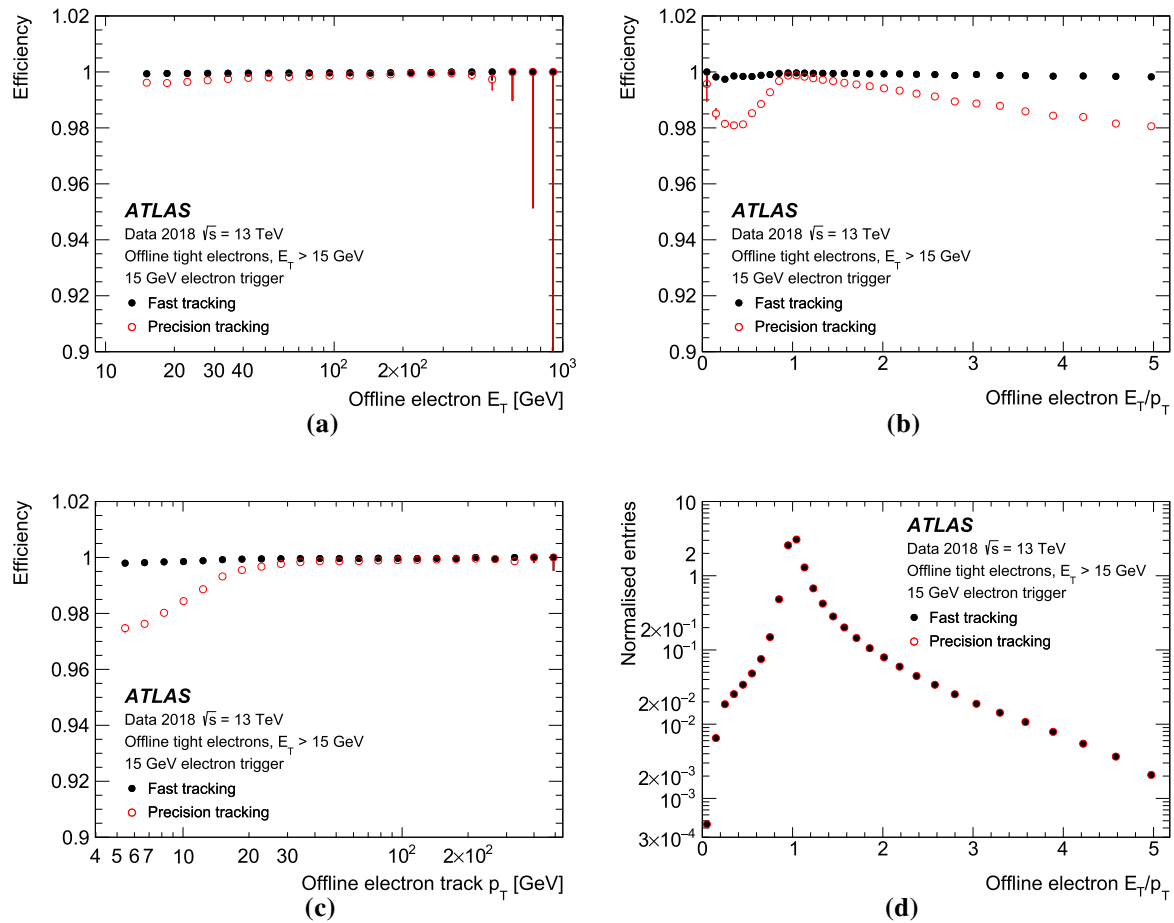 Efficiency
1.02
1
0.98
0.96
0.94
0.92
0.9
ATLAS
Data 2018 √s = 13 TeV
Offline tight electrons, E_T > 15 GeV
15 GeV electron trigger
Fast tracking
Precision tracking
10 20 30 40 10² 2×10² 10³
Offline electron E_T [GeV]
(a)
Efficiency
1.02
1
0.98
0.96
0.94
0.92
0.9
ATLAS
Data 2018 √s = 13 TeV
Offline tight electrons, E_T > 15 GeV
15 GeV electron trigger
Fast tracking
Precision tracking
0 1 2 3 4 5
Offline electron E_T/p_T
(b)
Efficiency
1.02
1
0.98
0.96
0.94
0.92
0.9
ATLAS
Data 2018 √s = 13 TeV
Offline tight electrons, E_T > 15 GeV
15 GeV electron trigger
Fast tracking
Precision tracking
4 5 6 7 10 20 30 10² 2×10²
Offline electron track p_T [GeV]
(c)
Normalised entries
10
2
1
2×10⁻¹
10⁻¹
2×10⁻²
10⁻²
2×10⁻³
10⁻³
3×10⁻⁴
ATLAS
Data 2018 √s = 13 TeV
Offline tight electrons, E_T > 15 GeV
15 GeV electron trigger
Fast tracking
Precision tracking
0 1 2 3 4 5
Offline electron E_T/p_T
(d)